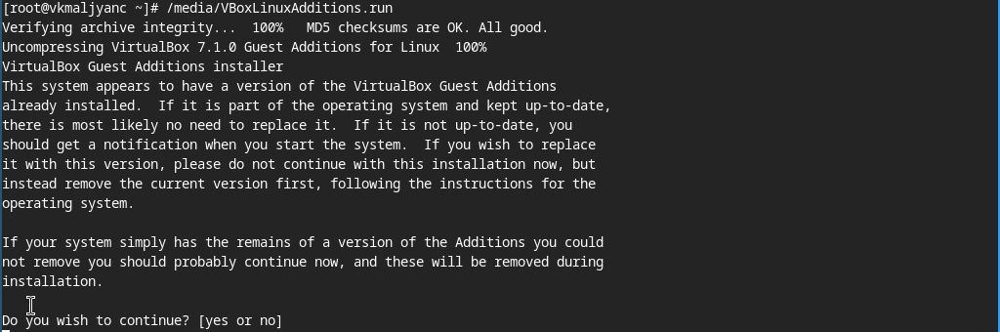 [root@vkmaljyanc ~]# /media/VBoxLinuxAdditions.run
Verifying archive integrity...  100%   MD5 checksums are OK. All good.
Uncompressing VirtualBox 7.1.0 Guest Additions for Linux  100%
VirtualBox Guest Additions installer
This system appears to have a version of the VirtualBox Guest Additions
already installed.  If it is part of the operating system and kept up-to-date,
there is most likely no need to replace it.  If it is not up-to-date, you
should get a notification when you start the system.  If you wish to replace
it with this version, please do not continue with this installation now, but
instead remove the current version first, following the instructions for the
operating system.
If your system simply has the remains of a version of the Additions you could
not remove you should probably continue now, and these will be removed during
installation.
Do you wish to continue? [yes or no]